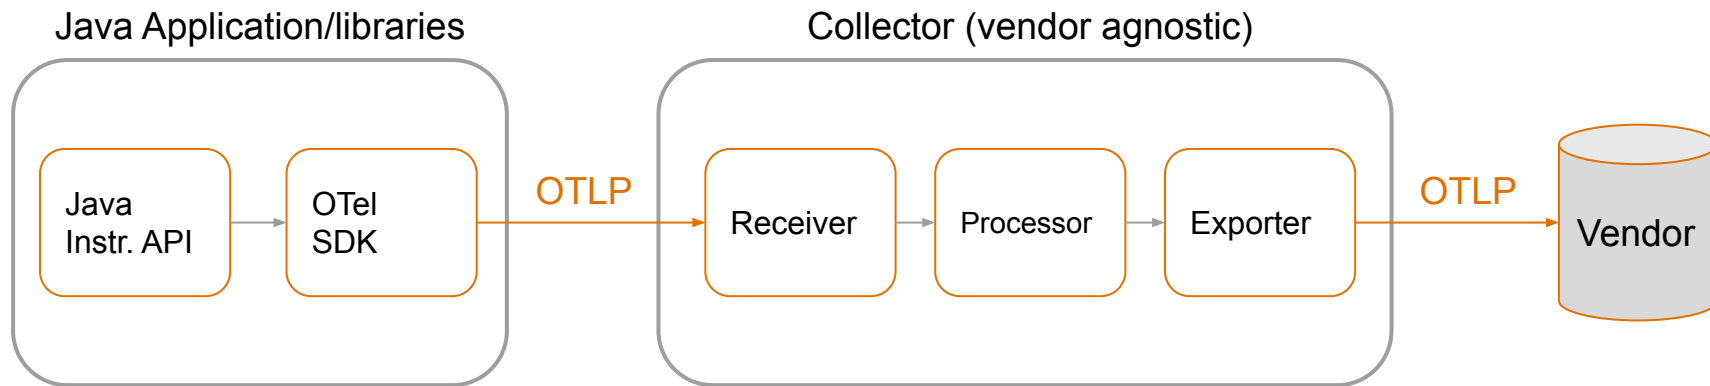 Java Application/libraries
Collector (vendor agnostic)
Java
Instr. API
OTel
SDK
OTLP
Receiver
Processor
Exporter
OTLP
Vendor